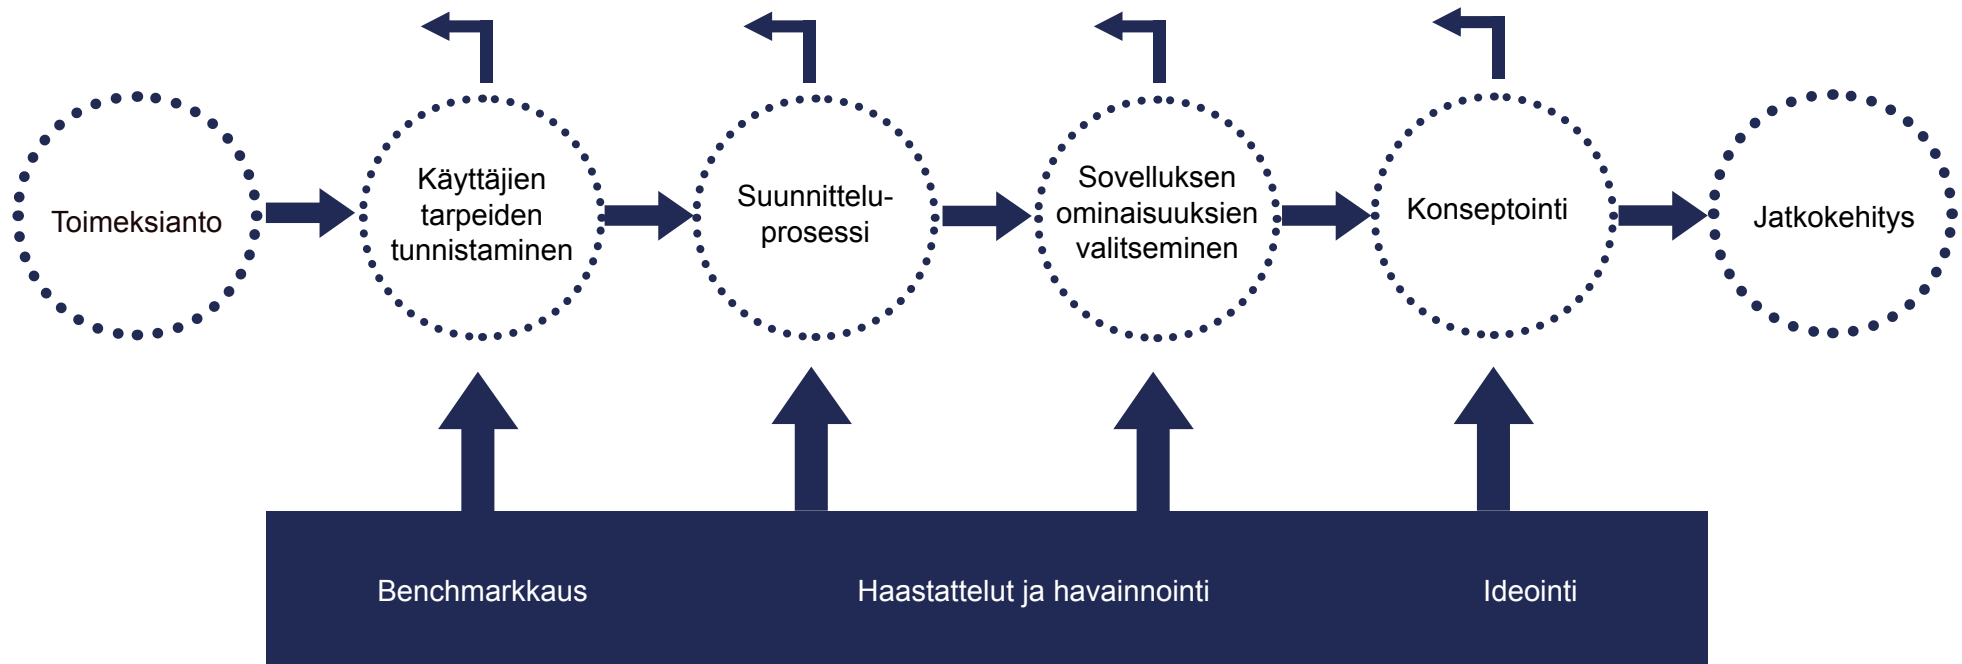 Toimeksianto
Käyttäjien
tarpeiden
tunnistaminen
Suunnittelu-
prosessi
Sovelluksen
ominaisuuksien
valitseminen
Konseptointi
Jatkokehitys
Benchmarkkaus
Haastattelut ja havainnointi
Ideointi